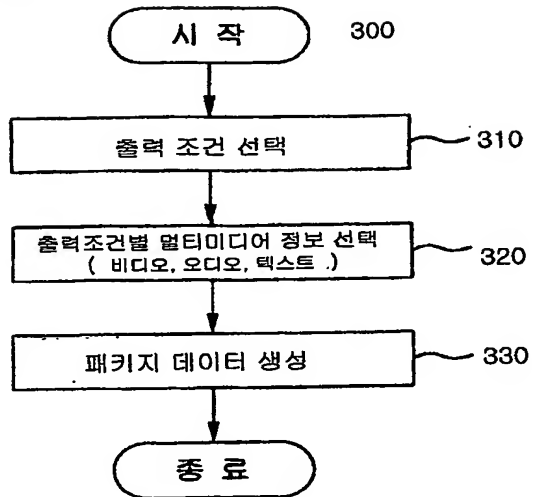 시 작 300
출력 조건 선택 310
출력조건별 멀티미디어 정보 선택
( 비디오, 오디오, 텍스트 .) 320
패키지 데이터 생성 330
종 료